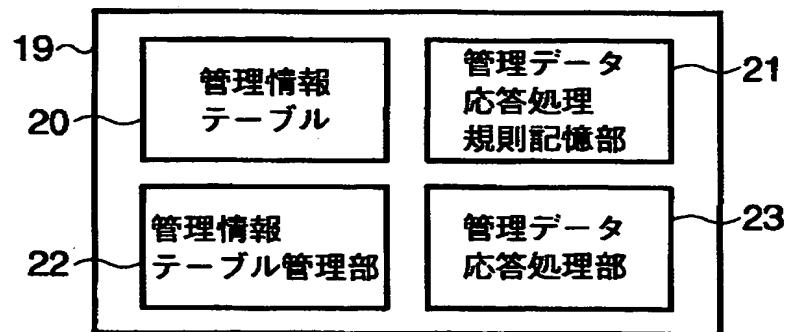 19
管理情報
テーブル
20
管理データ
応答処理
規則記憶部
21
管理情報
テーブル管理部
22
管理データ
応答処理部
23